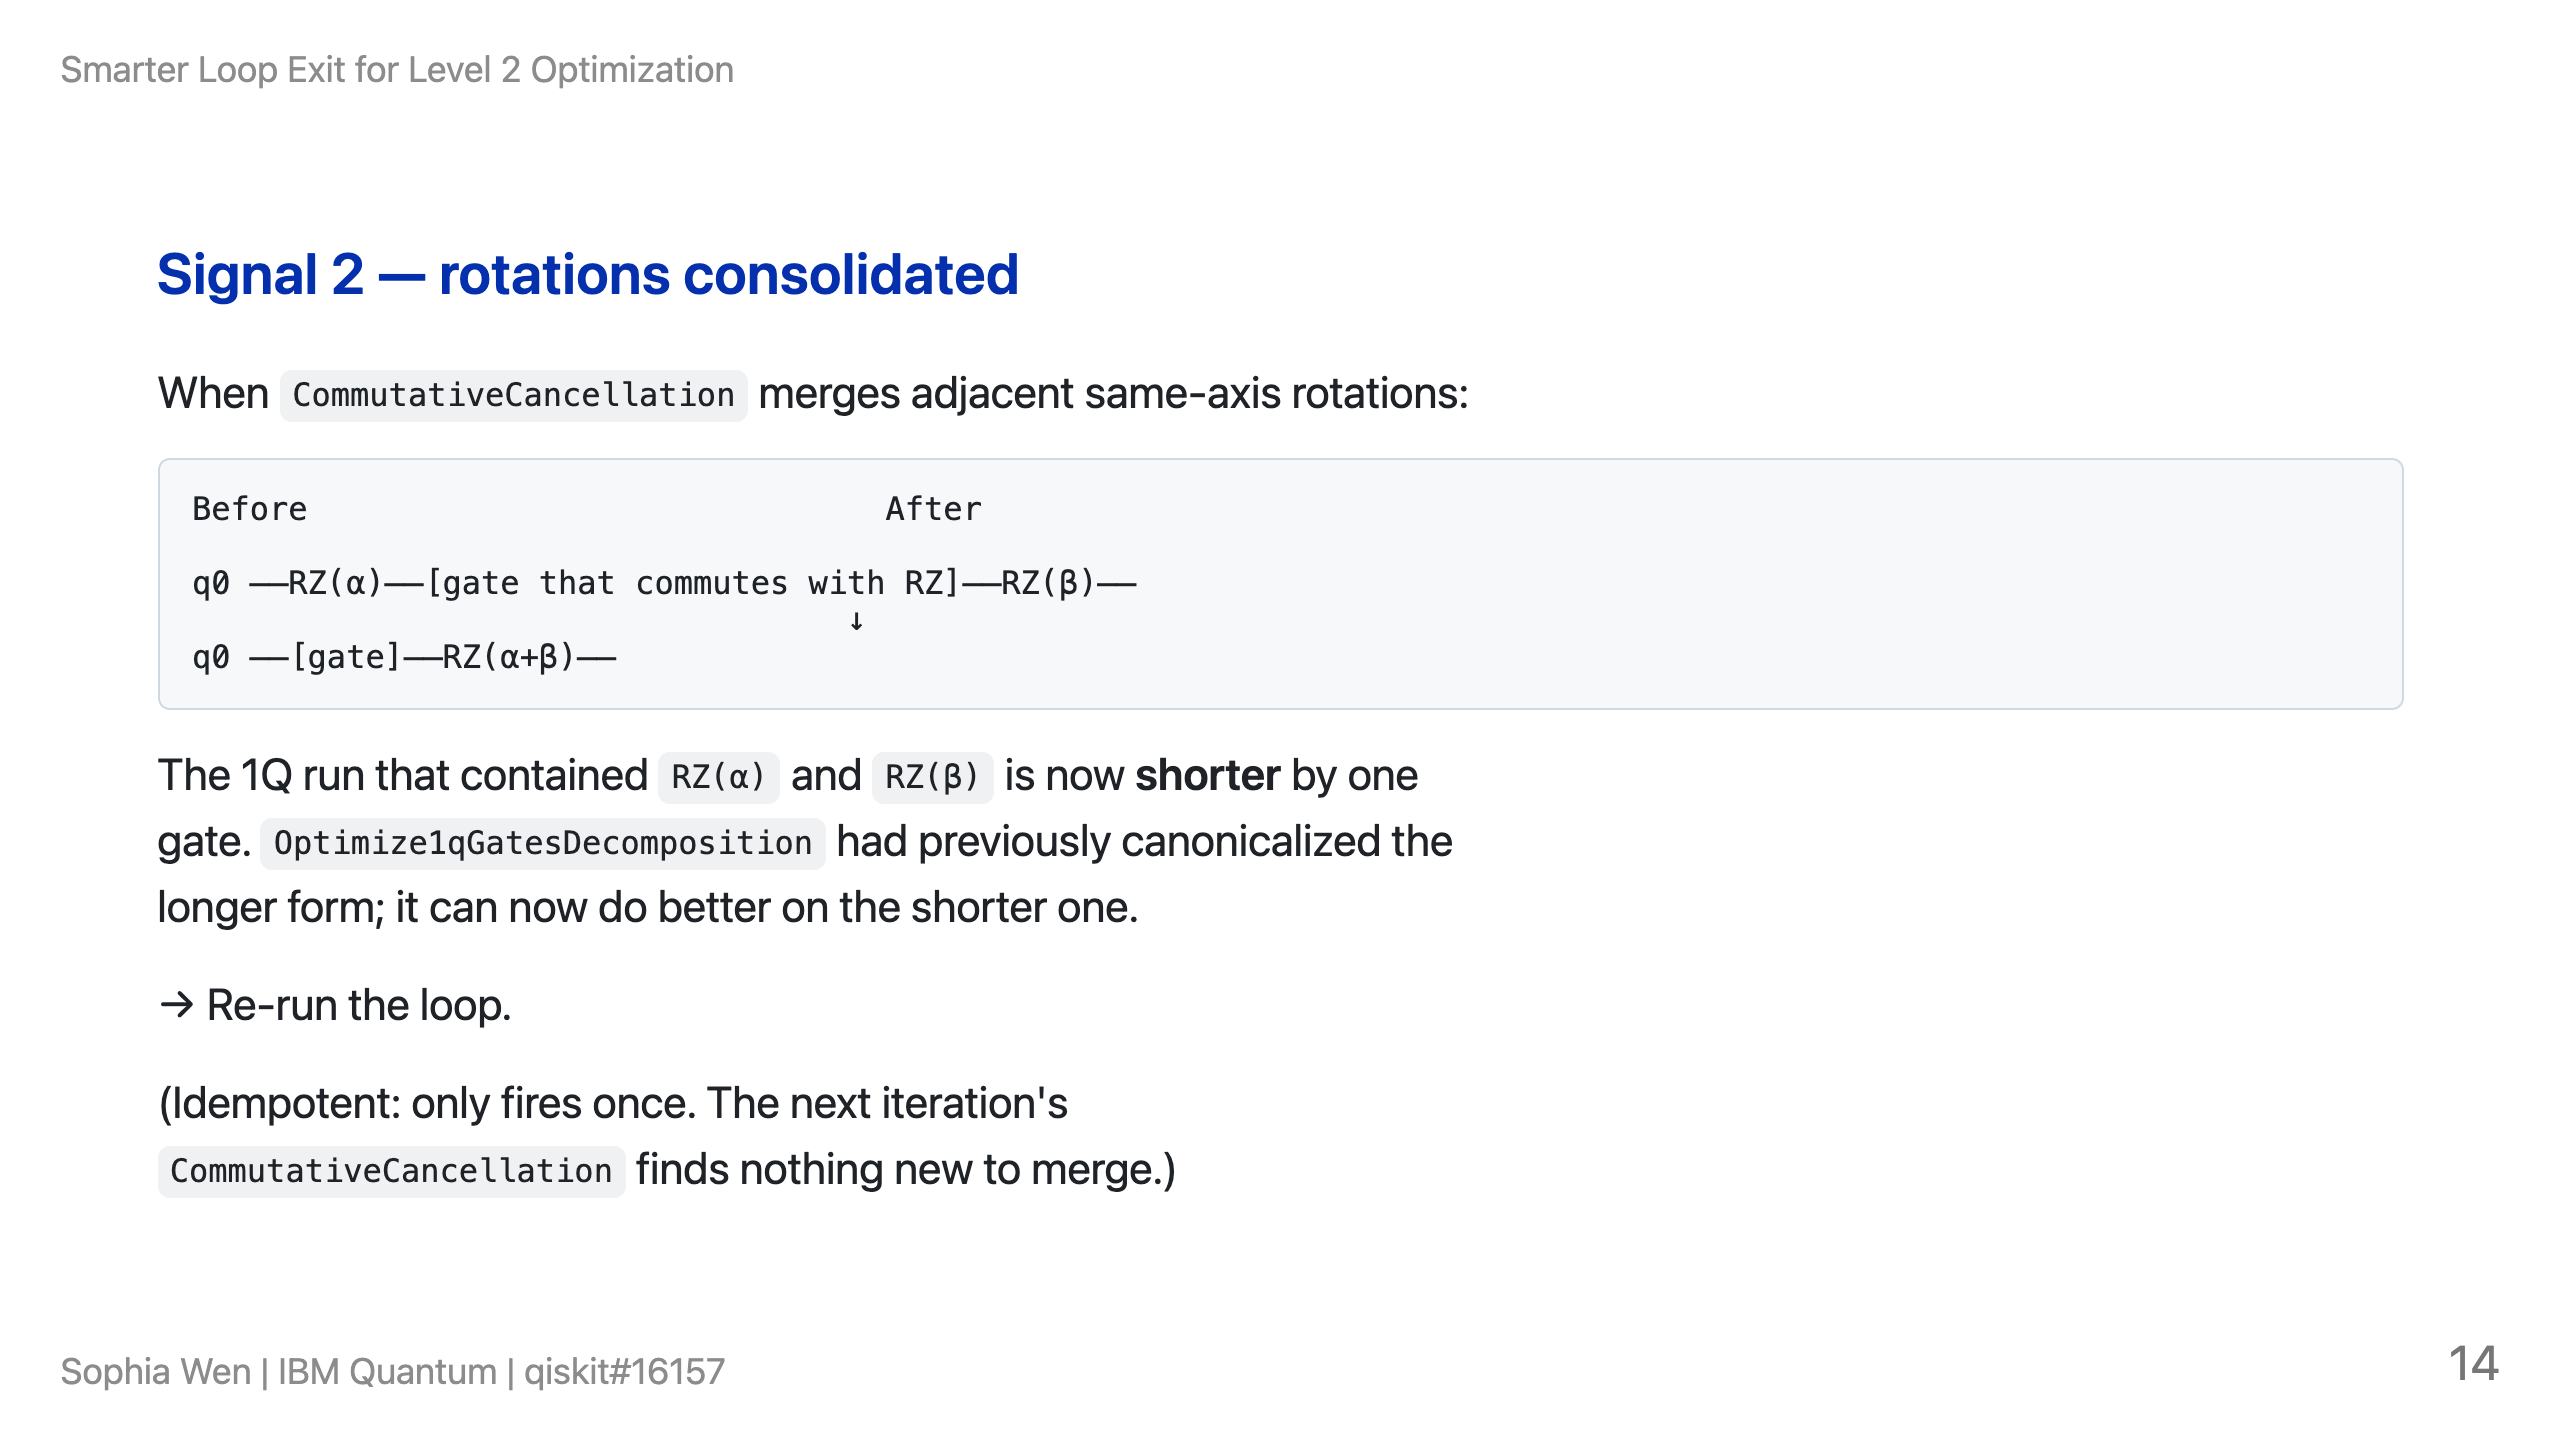 Smarter Loop Exit for Level 2 Optimization
Signal 2 — rotations consolidated
When CommutativeCancellation merges adjacent same-axis rotations:
Before                              After
q0 ──RZ(α)──[gate that commutes with RZ]──RZ(β)──
↓
q0 ──[gate]──RZ(α+β)──
The 1Q run that contained RZ(α) and RZ(β) is now shorter by one
gate. Optimize1qGatesDecomposition had previously canonicalized the
longer form; it can now do better on the shorter one.
→ Re-run the loop.
(Idempotent: only fires once. The next iteration's
CommutativeCancellation finds nothing new to merge.)
Sophia Wen | IBM Quantum | qiskit#16157
14